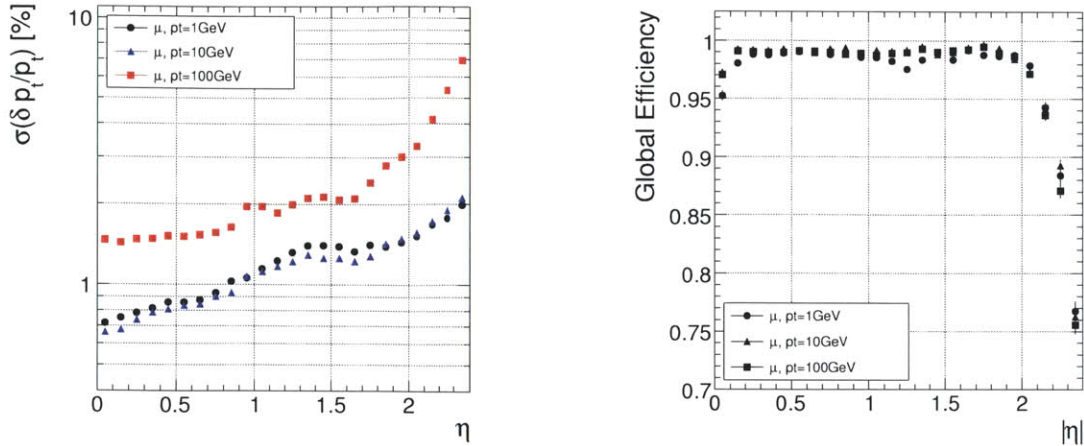 σ(δ p_t/p_t) [%]
10
1
μ, pt=1GeV
μ, pt=10GeV
μ, pt=100GeV
0 0.5 1 1.5 2
η
Global Efficiency
1
0.95
0.9
0.85
0.8
0.75
0.7
μ, pt=1GeV
μ, pt=10GeV
μ, pt=100GeV
0 0.5 1 1.5 2
|η|